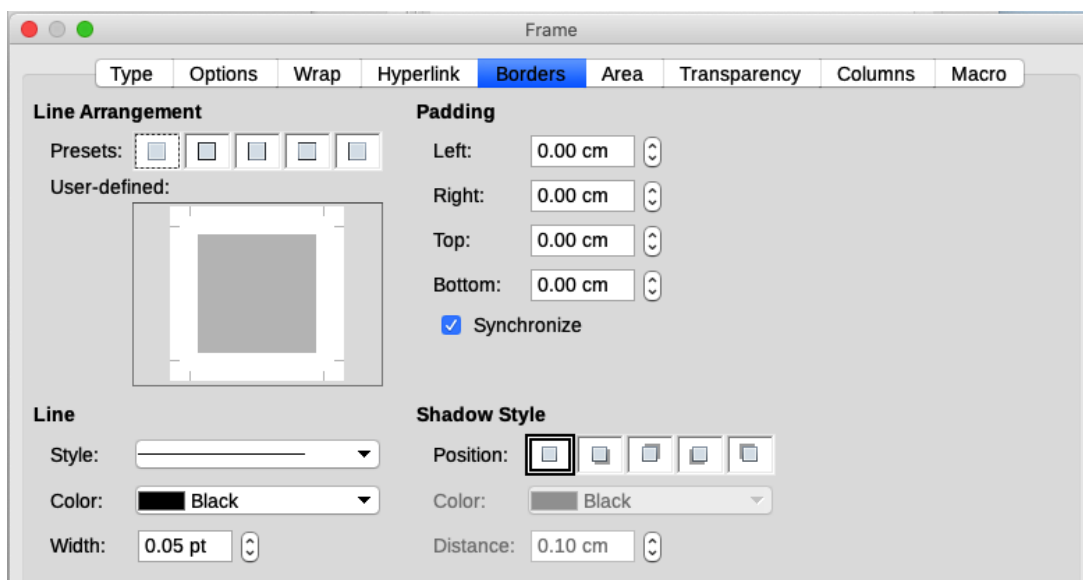 Frame
Type Options Wrap Hyperlink Borders Area Transparency Columns Macro
Line Arrangement
Presets:
User-defined:
Padding
Left: 0.00 cm
Right: 0.00 cm
Top: 0.00 cm
Bottom: 0.00 cm
Synchronize
Line
Style:
Color: Black
Width: 0.05 pt
Shadow Style
Position:
Color: Black
Distance: 0.10 cm